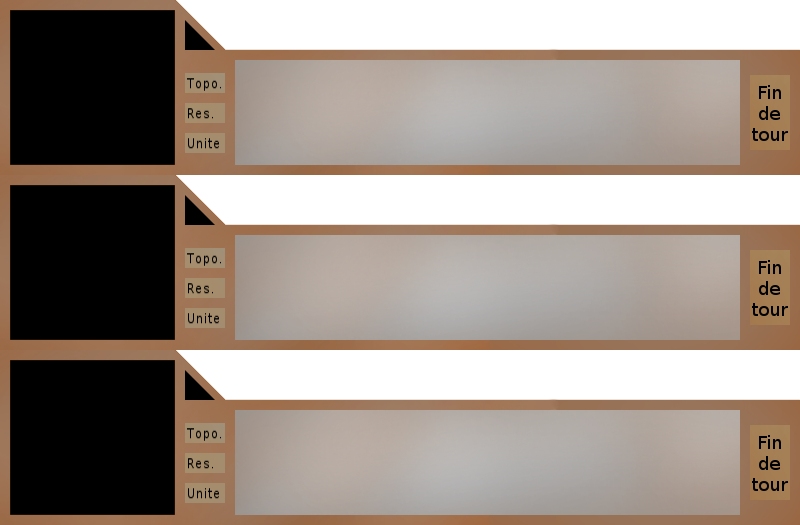 Topo.
Res.
Unite
Fin
de
tour
Topo.
Res.
Unite
Fin
de
tour
Topo.
Res.
Unite
Fin
de
tour